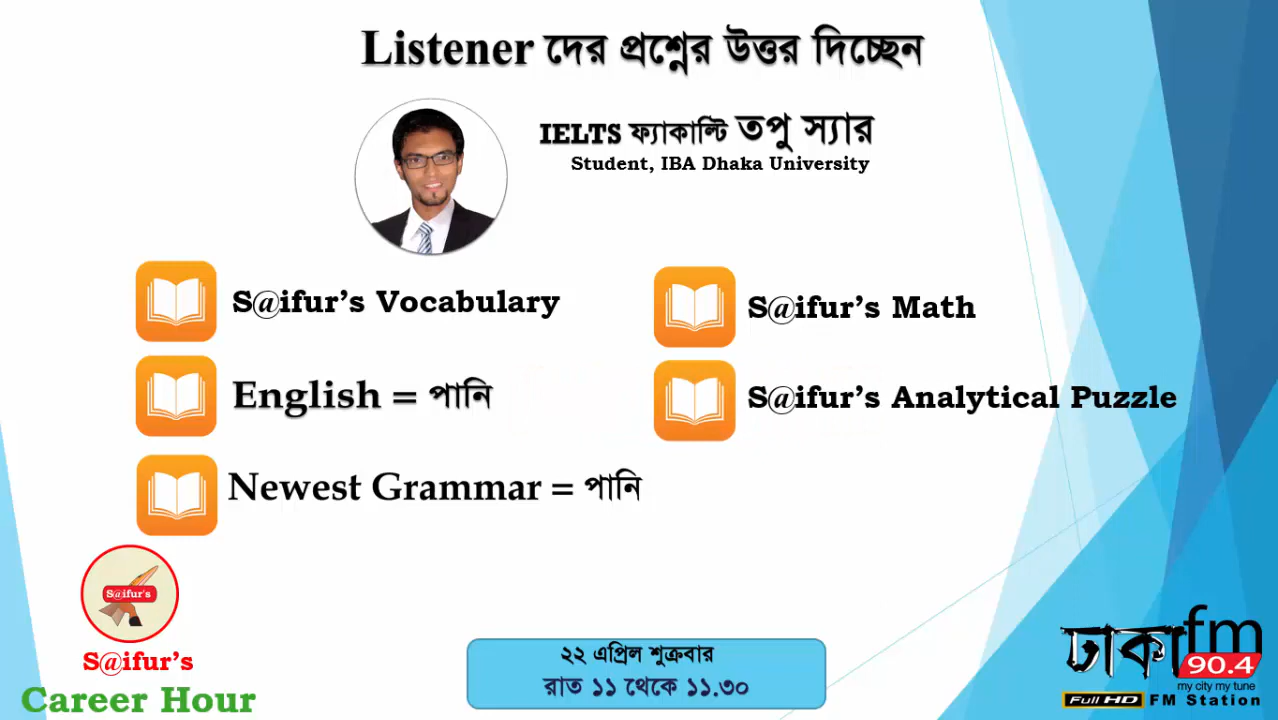 Listener দের প্রশ্নের উত্তর দিচ্ছেন
IELTS ফ্যাকাল্টি তপু স্যার
Student, IBA Dhaka University
S@ifur's Vocabulary
S@ifur's Math
English = পানি
S@ifur's Analytical Puzzle
Newest Grammar = পানি
S@ifur's
S@ifur's
Career Hour
২২ এপ্রিল শুক্রবার
রাত ১১ থেকে ১১.৩০
ঢাকা fm
90.4
my city my tune
Full HD FM Station